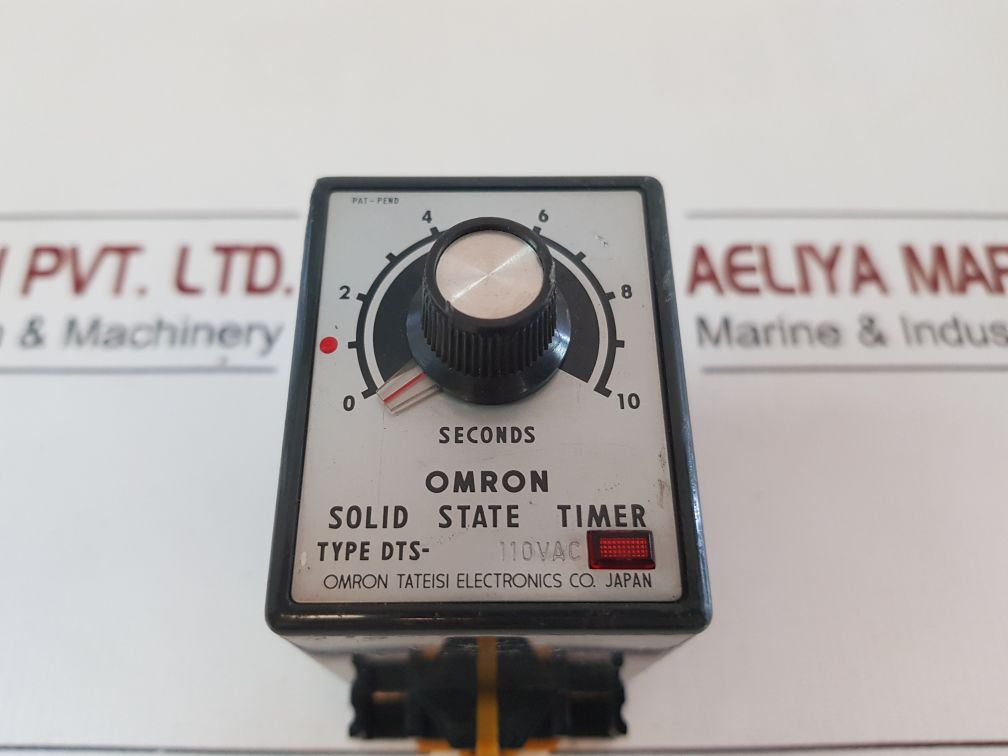 PAT-PEND
4 6
2 8
0 10
SECONDS
OMRON
SOLID STATE TIMER
TYPE DTS- 110VAC
OMRON TATEISI ELECTRONICS CO. JAPAN
PVT. LTD.
& Machinery
AELIYA MAR
Marine & Indus